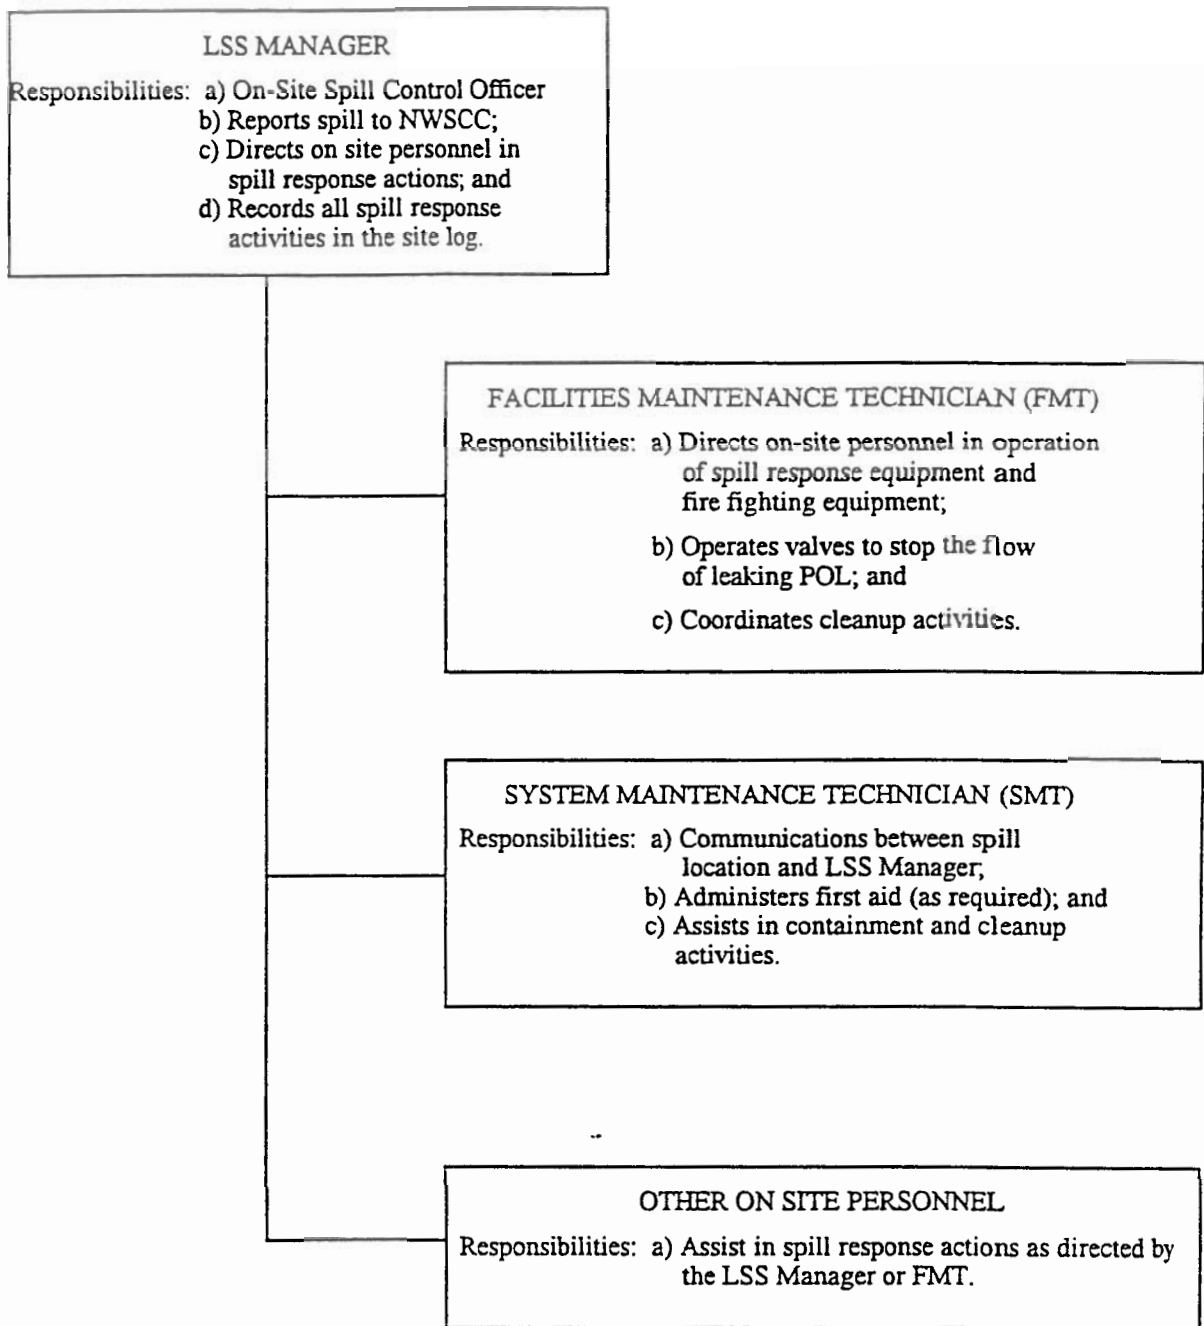 LSS MANAGER
Responsibilities: a) On-Site Spill Control Officer
b) Reports spill to NWSCC;
c) Directs on site personnel in
spill response actions; and
d) Records all spill response
activities in the site log.
FACILITIES MAINTENANCE TECHNICIAN (FMT)
Responsibilities: a) Directs on-site personnel in operation
of spill response equipment and
fire fighting equipment;
b) Operates valves to stop the flow
of leaking POL; and
c) Coordinates cleanup activities.
SYSTEM MAINTENANCE TECHNICIAN (SMT)
Responsibilities: a) Communications between spill
location and LSS Manager;
b) Administers first aid (as required); and
c) Assists in containment and cleanup
activities.
OTHER ON SITE PERSONNEL
Responsibilities: a) Assist in spill response actions as directed by
the LSS Manager or FMT.